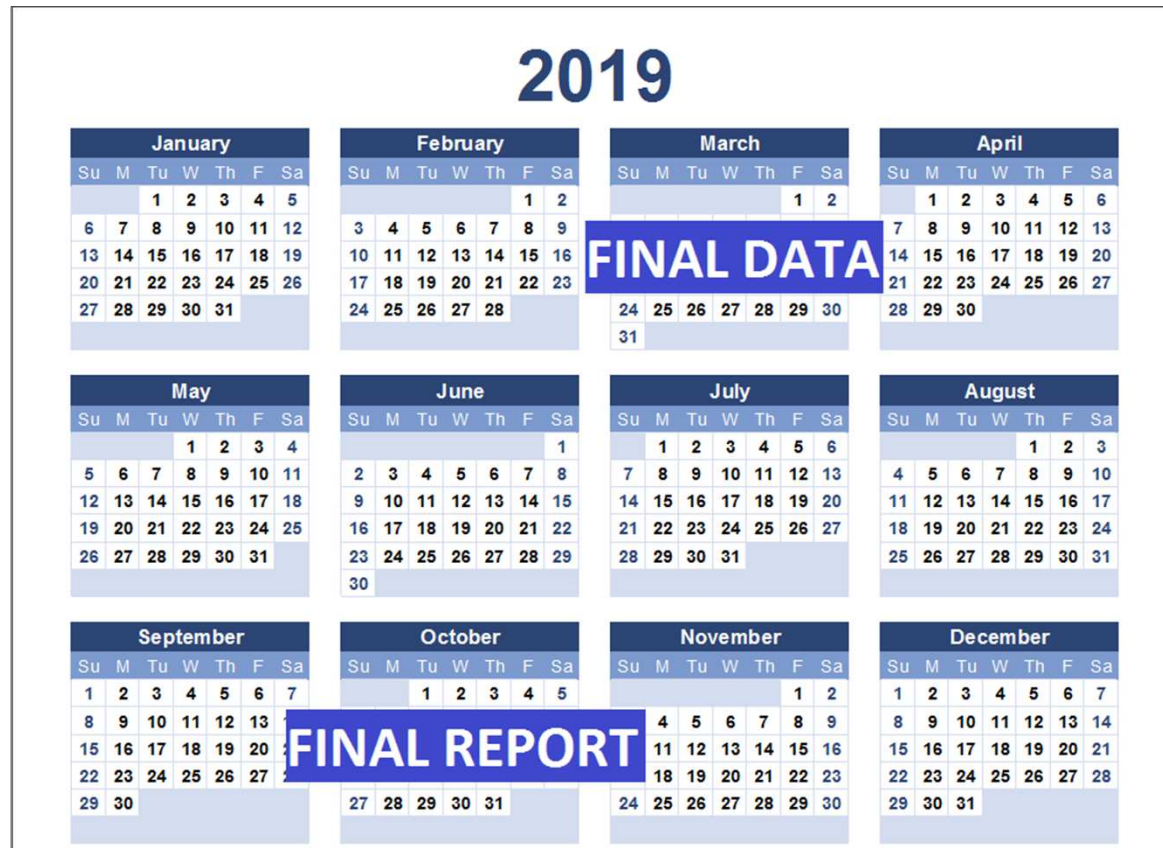 2019
January February March April
Su M Tu W Th F Sa Su M Tu W Th F Sa Su M Tu W Th F Sa Su M Tu W Th F Sa
1 2 3 4 5 1 2 1 2 1 2 3 4 5 6
6 7 8 9 10 11 12 3 4 5 6 7 8 9 7 8 9 10 11 12 13
13 14 15 16 17 18 19 10 11 12 13 14 15 16 FINAL DATA 14 15 16 17 18 19 20
20 21 22 23 24 25 26 17 18 19 20 21 22 23 21 22 23 24 25 26 27
27 28 29 30 31 24 25 26 27 28 24 25 26 27 28 29 30 28 29 30
31
May June July August
Su M Tu W Th F Sa Su M Tu W Th F Sa Su M Tu W Th F Sa Su M Tu W Th F Sa
1 2 3 4 1 1 2 3 4 5 6 1 2 3
5 6 7 8 9 10 11 2 3 4 5 6 7 8 7 8 9 10 11 12 13 4 5 6 7 8 9 10
12 13 14 15 16 17 18 9 10 11 12 13 14 15 14 15 16 17 18 19 20 11 12 13 14 15 16 17
19 20 21 22 23 24 25 16 17 18 19 20 21 22 21 22 23 24 25 26 27 18 19 20 21 22 23 24
26 27 28 29 30 31 23 24 25 26 27 28 29 28 29 30 31 25 26 27 28 29 30 31
30
September October November December
Su M Tu W Th F Sa Su M Tu W Th F Sa Su M Tu W Th F Sa Su M Tu W Th F Sa
1 2 3 4 5 6 7 1 2 3 4 5 1 2 1 2 3 4 5 6 7
8 9 10 11 12 13 4 5 6 7 8 9 8 9 10 11 12 13 14
15 16 17 18 19 20 FINAL REPORT 11 12 13 14 15 16 15 16 17 18 19 20 21
22 23 24 25 26 27 18 19 20 21 22 23 22 23 24 25 26 27 28
29 30 27 28 29 30 31 24 25 26 27 28 29 30 29 30 31